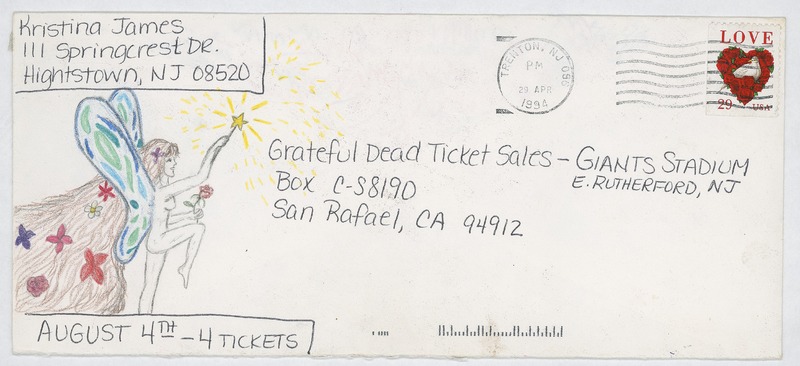 Kristina James
111 Springcrest DR.
Hightstown, NJ 08520
TRENTON, NJ 086
PM
29 APR
1994
LOVE
29 USA
Grateful Dead Ticket Sales – GIANTS STADIUM
E. RUTHERFORD, NJ
Box C-S8190
San Rafael, CA 94912
AUGUST 4TH – 4 TICKETS